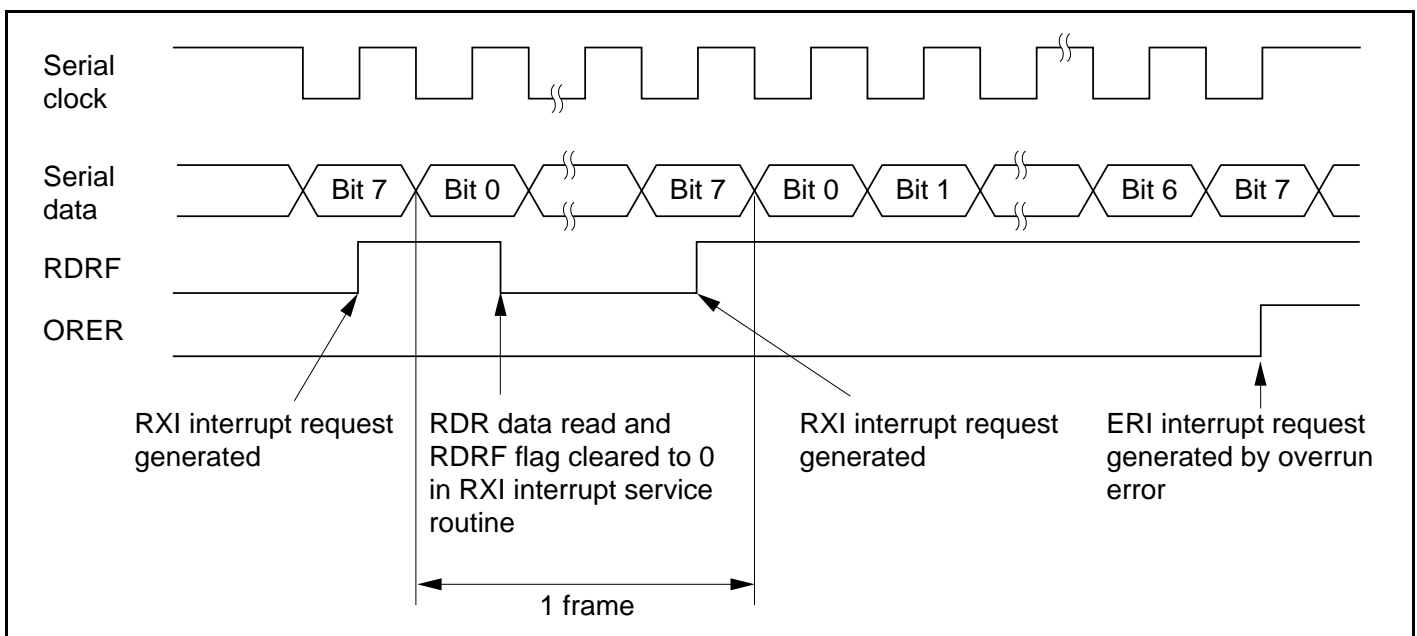 Serial
clock
Serial
data
Bit 7
Bit 0
Bit 7
Bit 0
Bit 1
Bit 6
Bit 7
RDRF
ORER
RXI interrupt request
generated
RDR data read and
RDRF flag cleared to 0
in RXI interrupt service
routine
RXI interrupt request
generated
ERI interrupt request
generated by overrun
error
1 frame